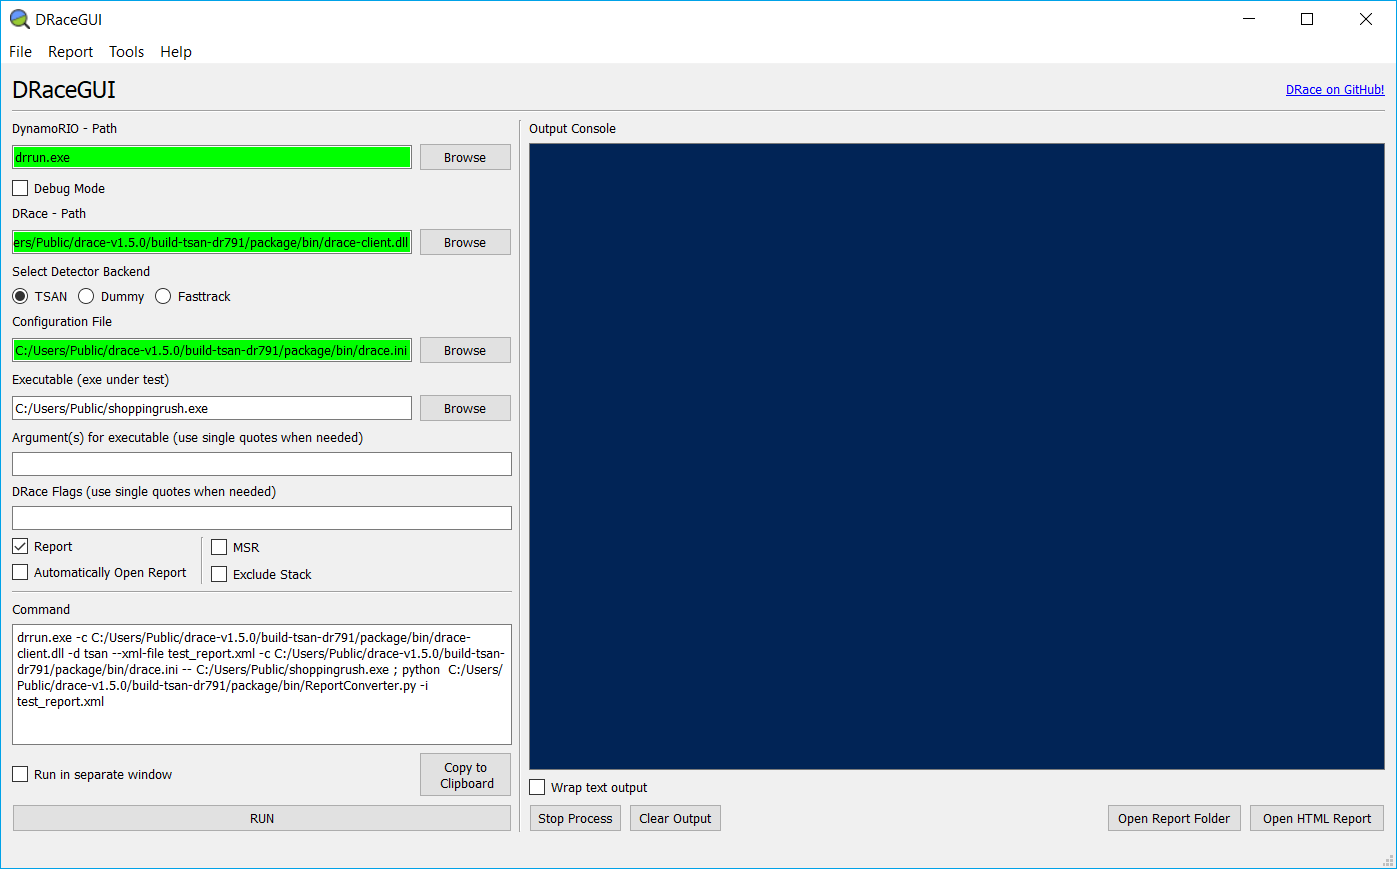 DRaceGUI
File Report Tools Help
DRaceGUI
DRace on GitHub!
DynamoRIO - Path
drrun.exe
Browse
Debug Mode
DRace - Path
ers/Public/drace-v1.5.0/build-tsan-dr791/package/bin/drace-client.dll
Browse
Select Detector Backend
TSAN Dummy Fasttrack
Configuration File
C:/Users/Public/drace-v1.5.0/build-tsan-dr791/package/bin/drace.ini
Browse
Executable (exe under test)
C:/Users/Public/shoppingrush.exe
Browse
Argument(s) for executable (use single quotes when needed)
DRace Flags (use single quotes when needed)
Report
MSR
Automatically Open Report
Exclude Stack
Command
drrun.exe -c C:/Users/Public/drace-v1.5.0/build-tsan-dr791/package/bin/drace-
client.dll -d tsan --xml-file test_report.xml -c C:/Users/Public/drace-v1.5.0/build-tsan-
dr791/package/bin/drace.ini -- C:/Users/Public/shoppingrush.exe ; python C:/Users/
Public/drace-v1.5.0/build-tsan-dr791/package/bin/ReportConverter.py -i
test_report.xml
Run in separate window
Copy to
Clipboard
RUN
Output Console
Wrap text output
Stop Process
Clear Output
Open Report Folder
Open HTML Report